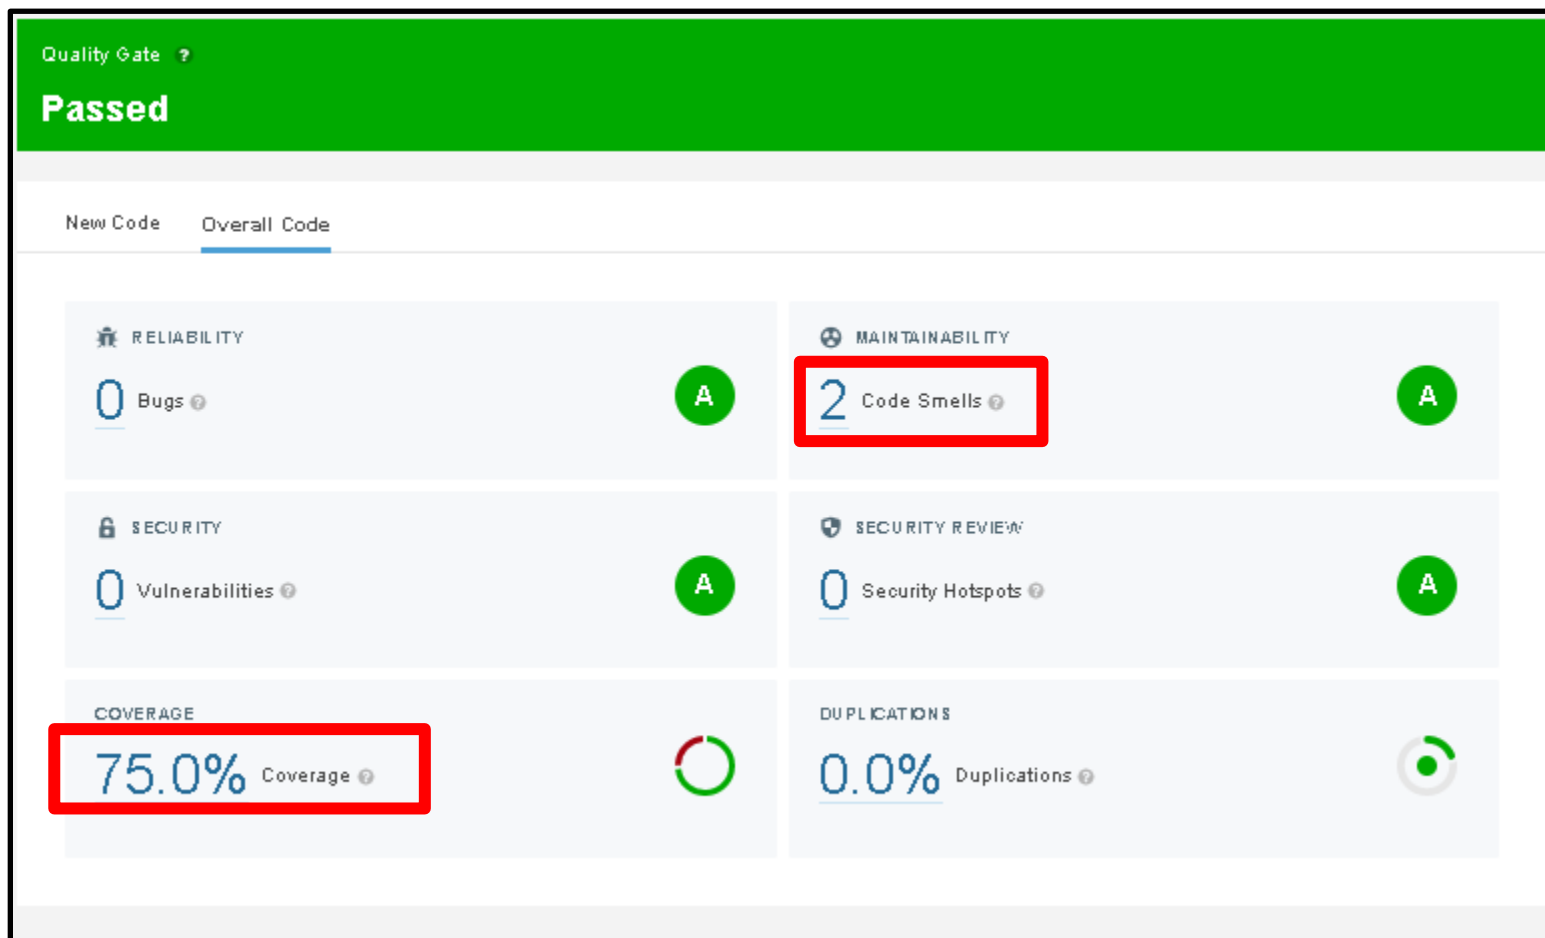 Quality Gate ?
Passed
New Code Overall Code
RELIABILITY
0 Bugs ?
A
MAINTAINABILITY
2 Code Smells ?
A
SECURITY
0 Vulnerabilities ?
A
SECURITY REVIEW
0 Security Hotspots ?
A
COVERAGE
75.0% Coverage ?
DUPLICATIONS
0.0% Duplications ?